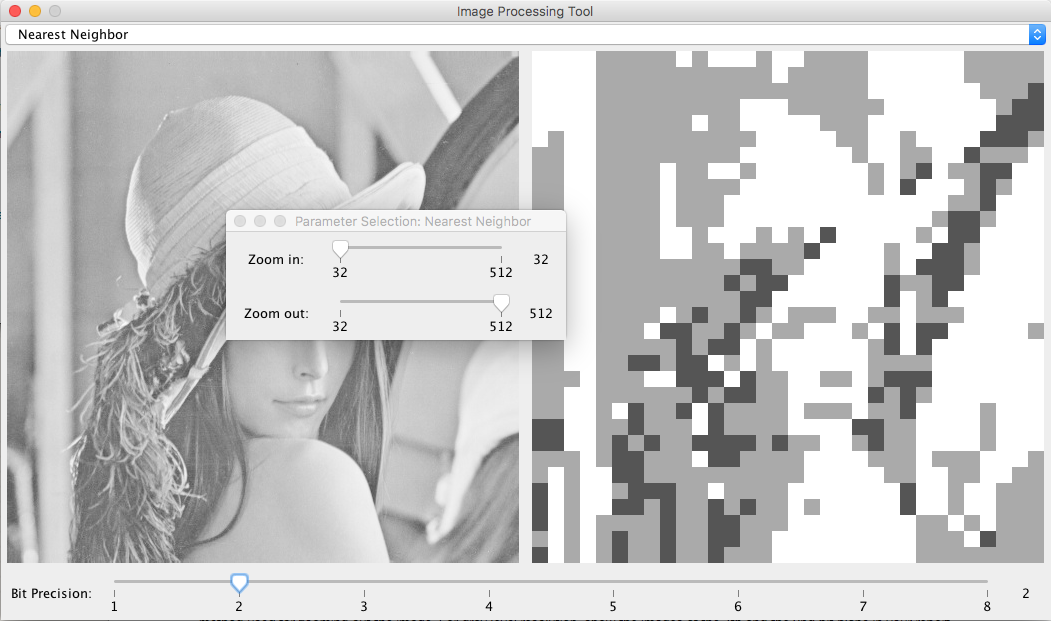 Image Processing Tool
Nearest Neighbor
Parameter Selection: Nearest Neighbor
Zoom in:
32
512
32
Zoom out:
32
512
512
Bit Precision:
1
2
3
4
5
6
7
8
2